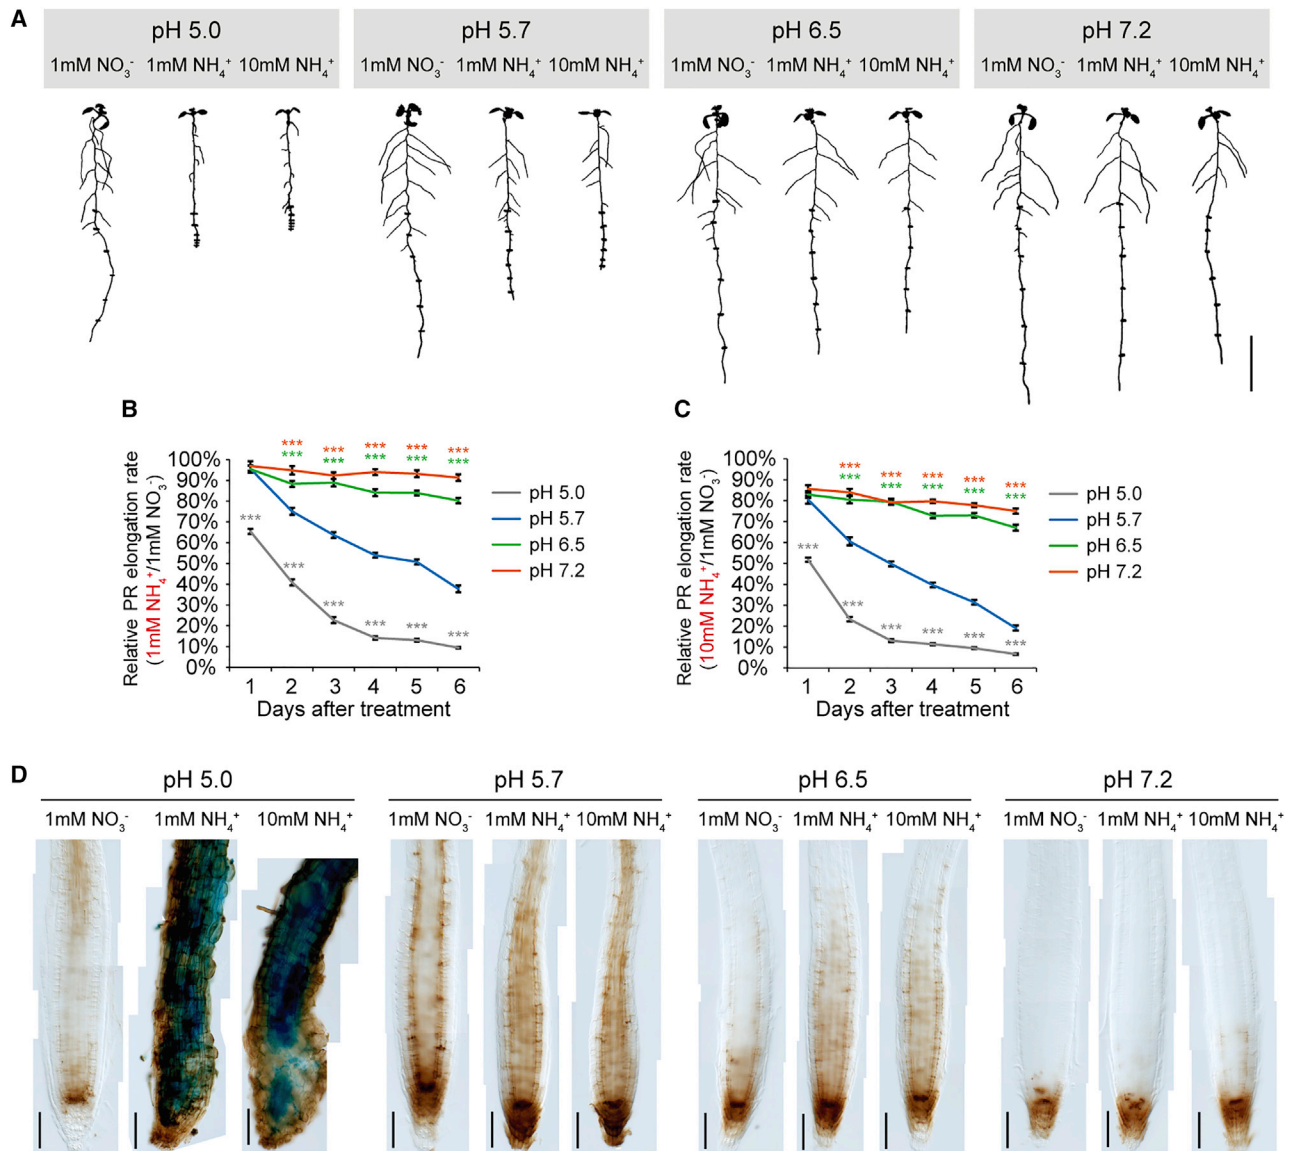 A
pH 5.0
1mM NO₃⁻ 1mM NH₄⁺ 10mM NH₄⁺
pH 5.7
1mM NO₃⁻ 1mM NH₄⁺ 10mM NH₄⁺
pH 6.5
1mM NO₃⁻ 1mM NH₄⁺ 10mM NH₄⁺
pH 7.2
1mM NO₃⁻ 1mM NH₄⁺ 10mM NH₄⁺
B
Relative PR elongation rate
(1mM NH₄⁺/1mM NO₃⁻)
100%
90%
80%
70%
60%
50%
40%
30%
20%
10%
0%
*** *** *** *** ***
*** *** *** *** ***
*** *** *** *** *** ***
1 2 3 4 5 6
Days after treatment
pH 5.0
pH 5.7
pH 6.5
pH 7.2
C
Relative PR elongation rate
(10mM NH₄⁺/1mM NO₃⁻)
100%
90%
80%
70%
60%
50%
40%
30%
20%
10%
0%
*** *** *** *** ***
*** *** *** *** ***
*** *** *** *** *** ***
1 2 3 4 5 6
Days after treatment
pH 5.0
pH 5.7
pH 6.5
pH 7.2
D
pH 5.0
1mM NO₃⁻ 1mM NH₄⁺ 10mM NH₄⁺
pH 5.7
1mM NO₃⁻ 1mM NH₄⁺ 10mM NH₄⁺
pH 6.5
1mM NO₃⁻ 1mM NH₄⁺ 10mM NH₄⁺
pH 7.2
1mM NO₃⁻ 1mM NH₄⁺ 10mM NH₄⁺